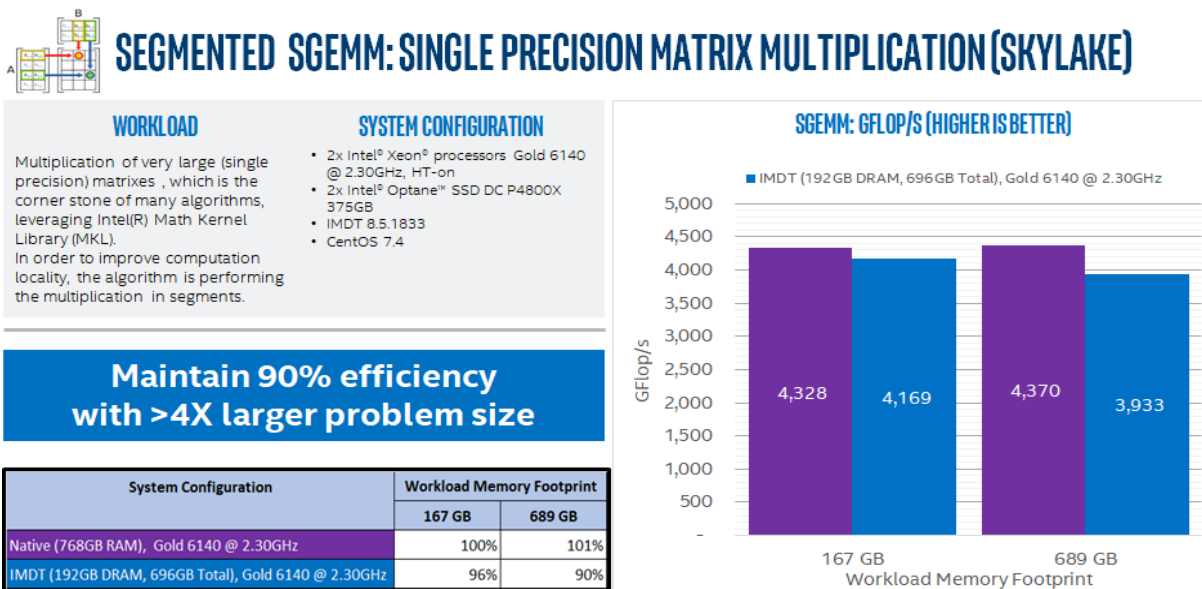 B
A
SEGMENTED SGEMM: SINGLE PRECISION MATRIX MULTIPLICATION (SKYLAKE)
WORKLOAD
Multiplication of very large (single
precision) matrixes , which is the
corner stone of many algorithms,
leveraging Intel(R) Math Kernel
Library (MKL).
In order to improve computation
locality, the algorithm is performing
the multiplication in segments.
SYSTEM CONFIGURATION
• 2x Intel® Xeon® processors Gold 6140
@ 2.30GHz, HT-on
• 2x Intel® Optane™ SSD DC P4800X
375GB
• IMDT 8.5.1833
• CentOS 7.4
Maintain 90% efficiency
with >4X larger problem size
System Configuration Workload Memory Footprint
167 GB 689 GB
Native (768GB RAM), Gold 6140 @ 2.30GHz 100% 101%
IMDT (192GB DRAM, 696GB Total), Gold 6140 @ 2.30GHz 96% 90%
SGEMM: GFLOP/S (HIGHER IS BETTER)
IMDT (192GB DRAM, 696GB Total), Gold 6140 @ 2.30GHz
GFlop/s
5,000
4,500
4,000
3,500
3,000
2,500
2,000
1,500
1,000
500
-
4,328
4,169
4,370
3,933
167 GB
689 GB
Workload Memory Footprint